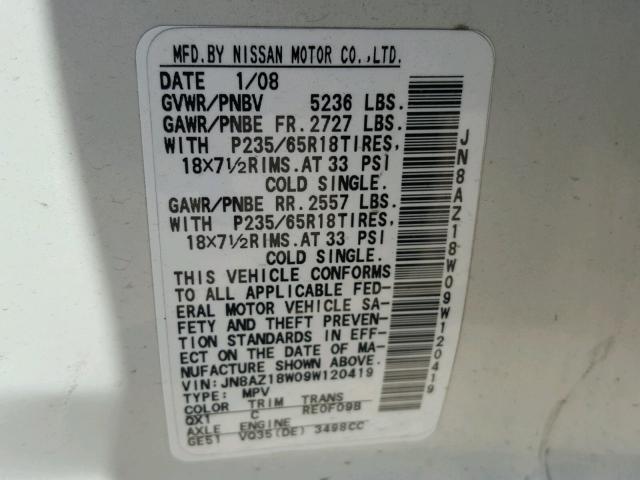 MFD.BY NISSAN MOTOR CO.,LTD.
DATE 1/08
GVWR/PNBV 5236 LBS.
GAWR/PNBE FR. 2727 LBS.
WITH P235/65R18TIRES,
18X7½RIMS.AT 33 PSI
COLD SINGLE.
GAWR/PNBE RR. 2557 LBS.
WITH P235/65R18TIRES,
18X7½RIMS.AT 33 PSI
COLD SINGLE.
THIS VEHICLE CONFORMS
TO ALL APPLICABLE FED-
ERAL MOTOR VEHICLE SA-
FETY AND THEFT PREVEN-
TION STANDARDS IN EFF-
ECT ON THE DATE OF MA-
NUFACTURE SHOWN ABOVE.
VIN: JN8AZ18W09W120419
TYPE: MPV
COLOR TRIM TRANS
QX1 C RE0F09B
AXLE ENGINE
GE51 VQ35(DE) 3498CC
JN8AZ18W09W120419